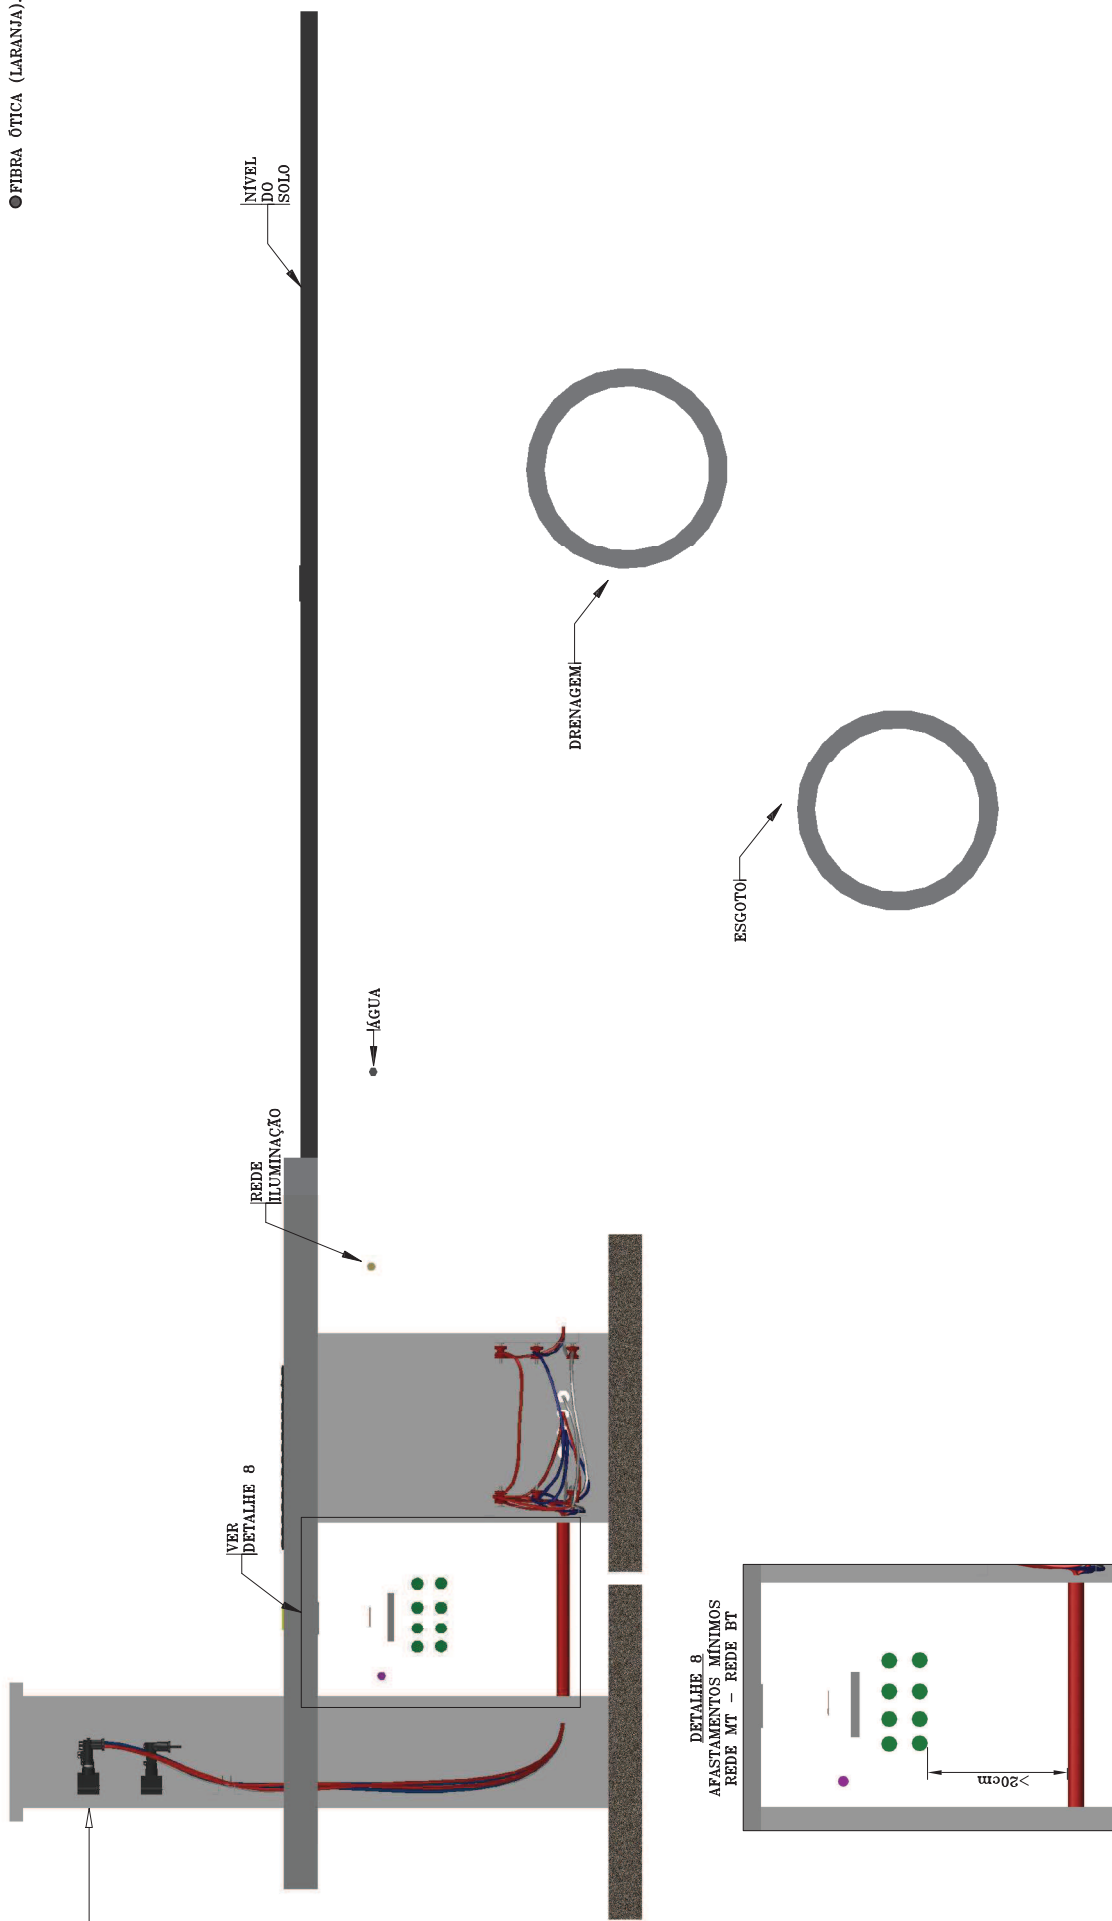 ●FIBRA ÓTICA (LARANJA).
NÍVEL
DO
SOLO
DRENAGEM
ESGOTO
ÁGUA
REDE
ILUMINAÇÃO
VER
DETALHE 8
DETALHE 8
AFASTAMENTOS MÍNIMOS
REDE MT - REDE BT
>20cm